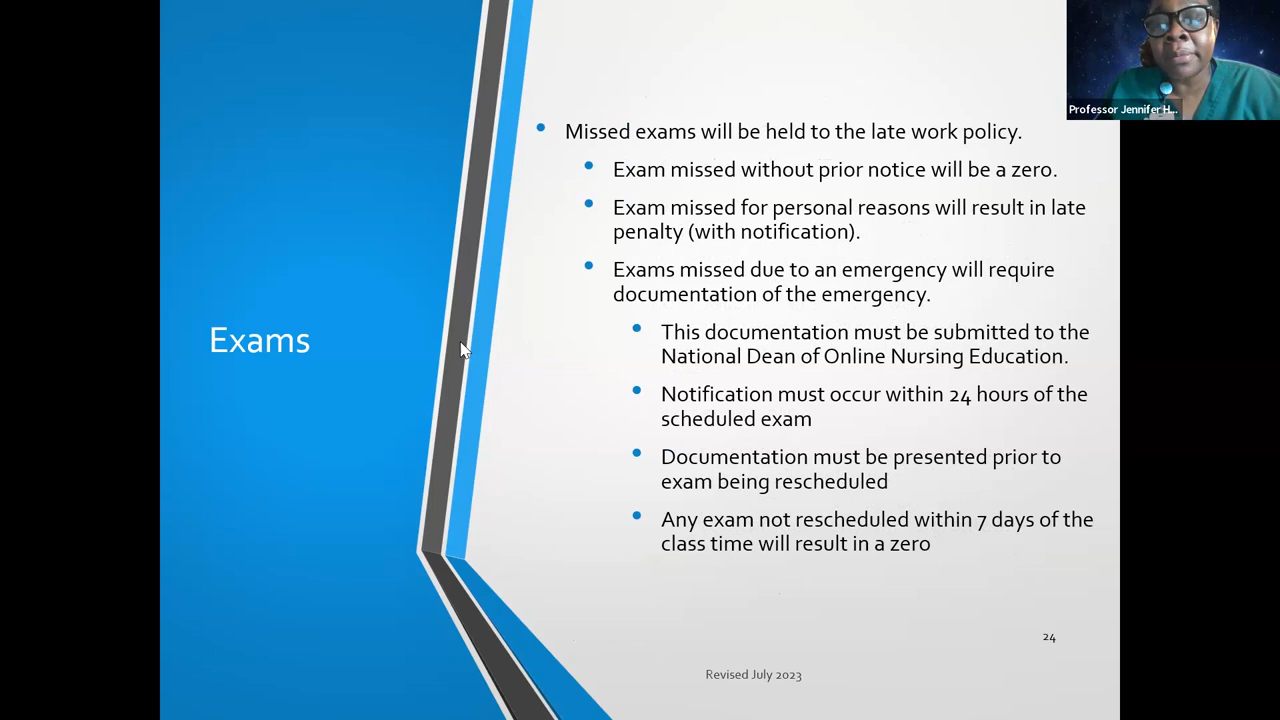 Professor Jennifer H...
Exams
Missed exams will be held to the late work policy.
Exam missed without prior notice will be a zero.
Exam missed for personal reasons will result in late
penalty (with notification).
Exams missed due to an emergency will require
documentation of the emergency.
This documentation must be submitted to the
National Dean of Online Nursing Education.
Notification must occur within 24 hours of the
scheduled exam
Documentation must be presented prior to
exam being rescheduled
Any exam not rescheduled within 7 days of the
class time will result in a zero
24
Revised July 2023